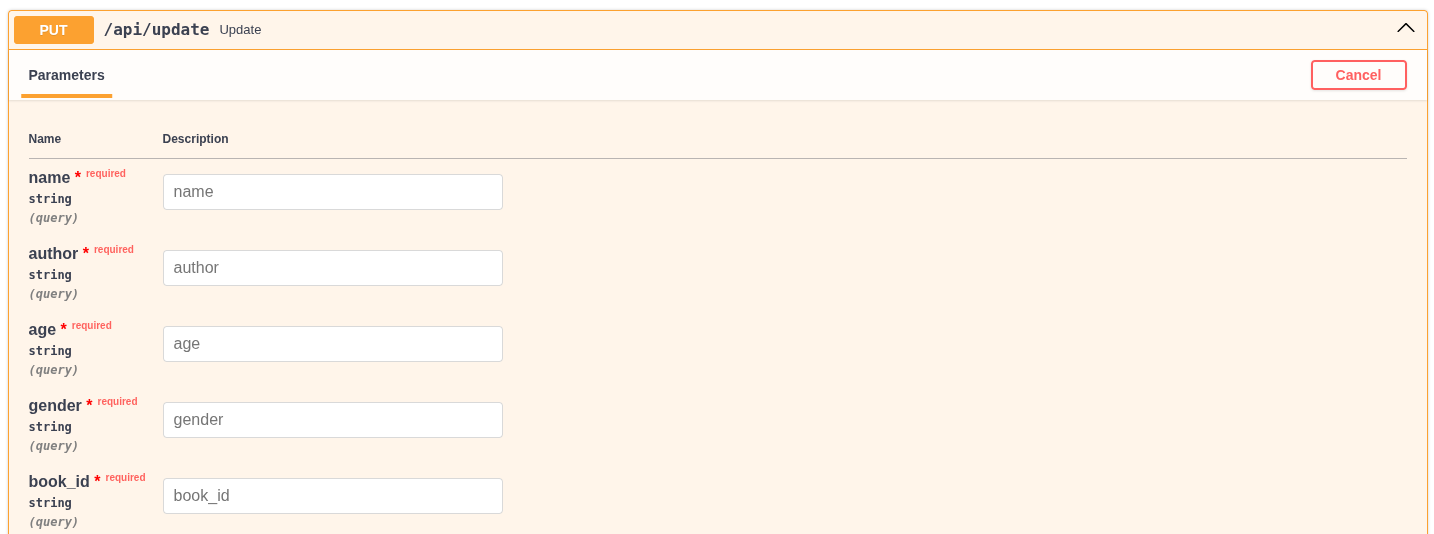 PUT /api/update Update
Parameters Cancel
Name Description
name * required name
string
(query)
author * required author
string
(query)
age * required age
string
(query)
gender * required gender
string
(query)
book_id * required book_id
string
(query)